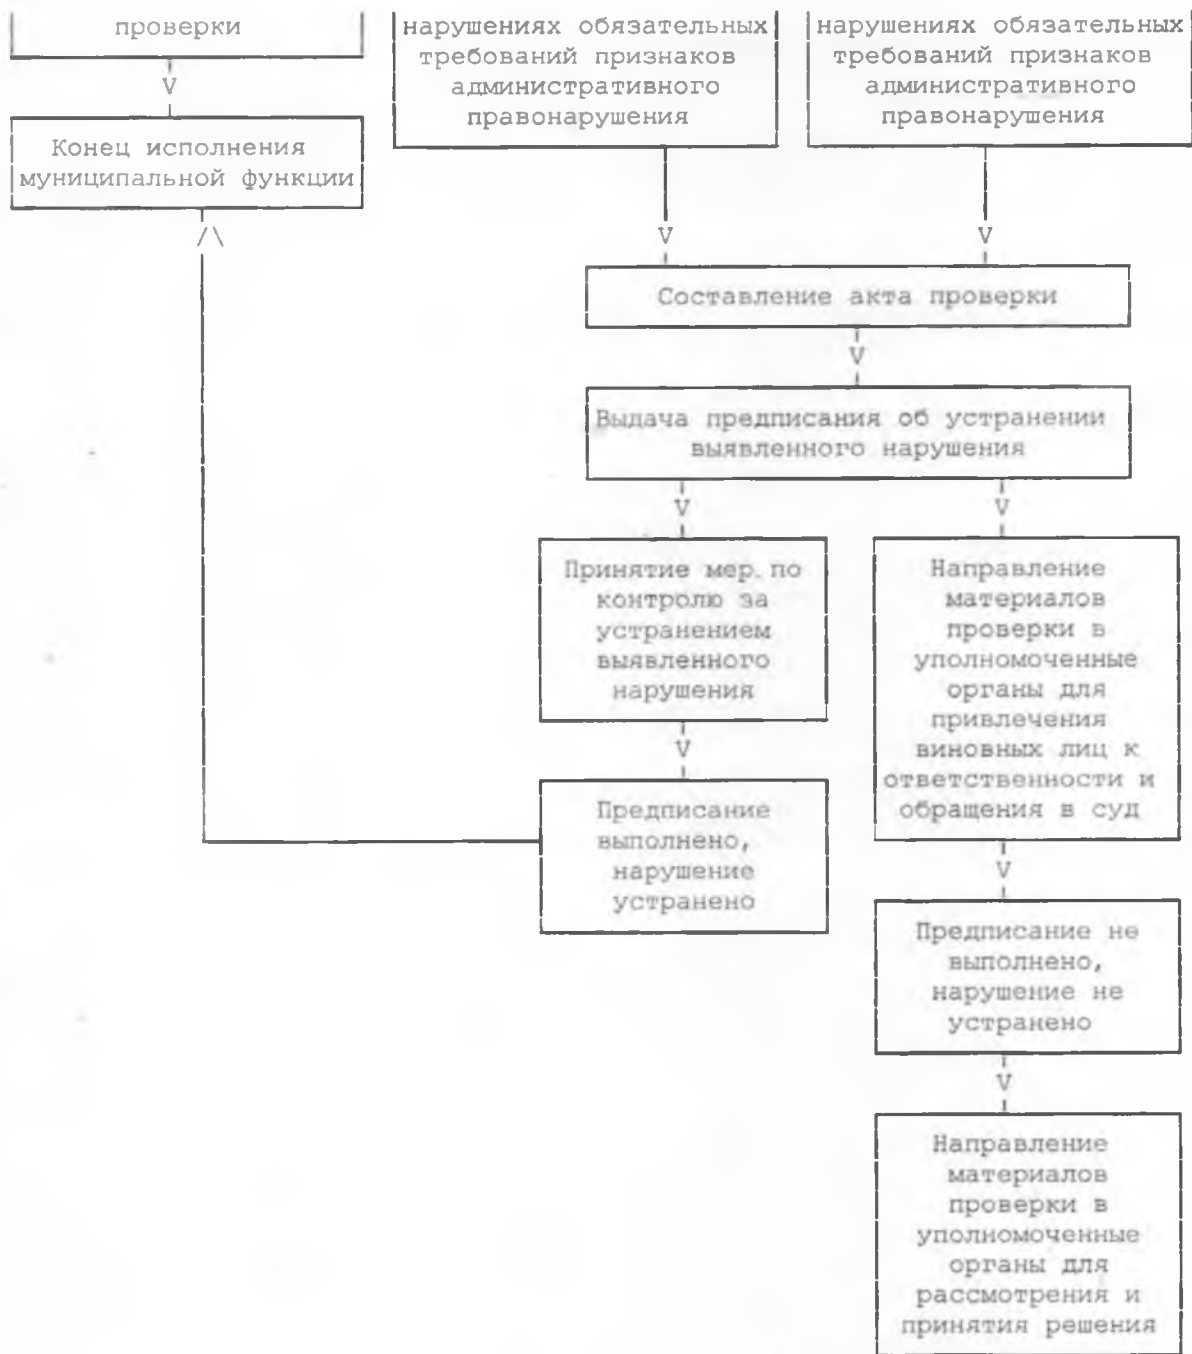 проверки
нарушениях обязательных
требований признаков
административного
правонарушения
нарушениях обязательных
требований признаков
административного
правонарушения
V
Конец исполнения
муниципальной функции
/\
V
V
Составление акта проверки
V
Выдача предписания об устранении
выявленного нарушения
V
V
Принятие мер по
контролю за
устранением
выявленного
нарушения
Направление
материалов
проверки в
уполномоченные
органы для
привлечения
виновных лиц к
ответственности и
обращения в суд
V
Предписание
выполнено,
нарушение
устранено
V
Предписание не
выполнено,
нарушение не
устранено
V
Направление
материалов
проверки в
уполномоченные
органы для
рассмотрения и
принятия решения